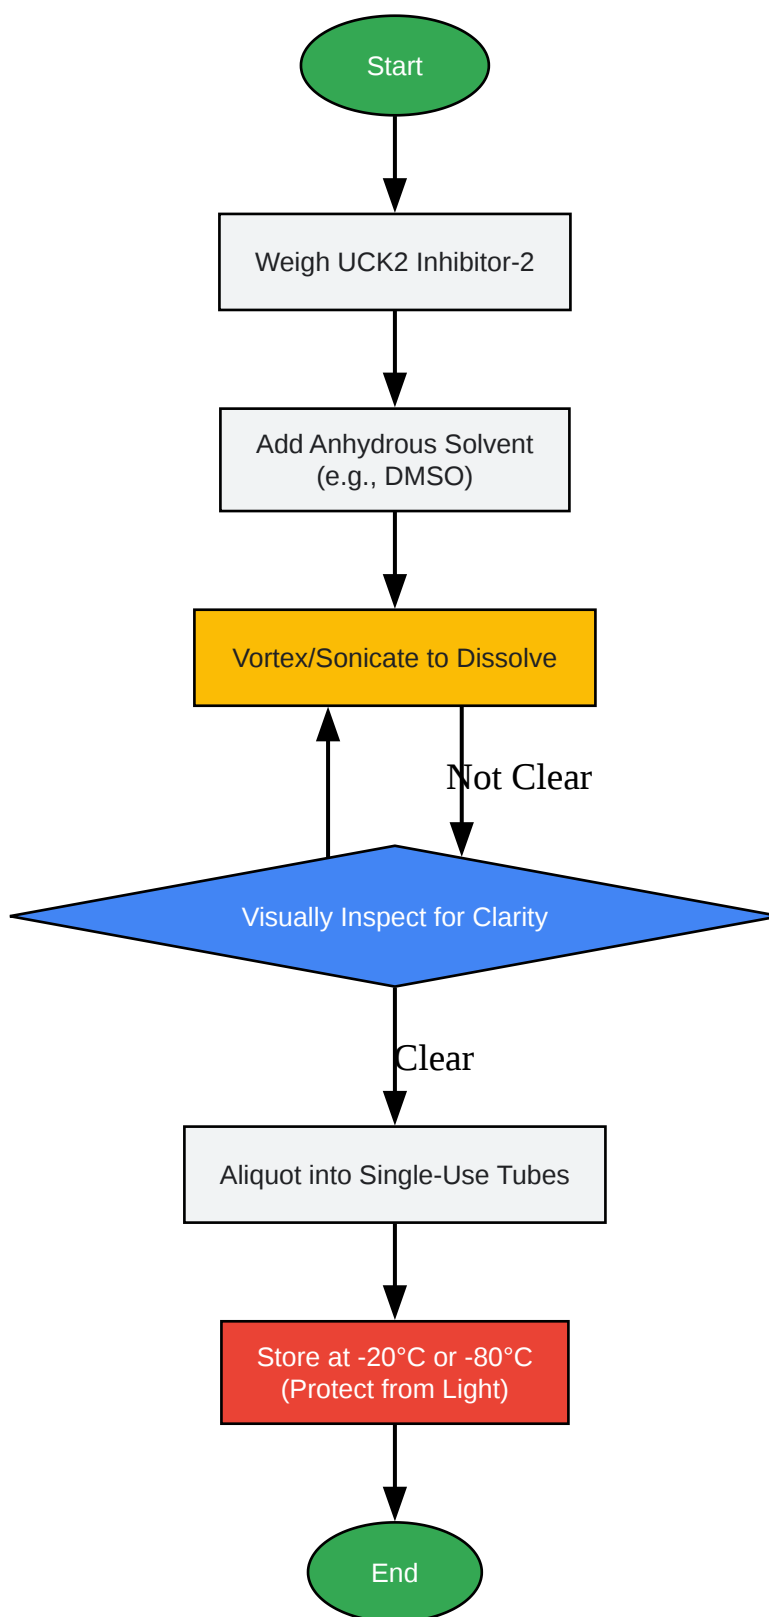 Start
Weigh UCK2 Inhibitor-2
Add Anhydrous Solvent
(e.g., DMSO)
Vortex/Sonicate to Dissolve
Not Clear
Visually Inspect for Clarity
Clear
Aliquot into Single-Use Tubes
Store at -20°C or -80°C
(Protect from Light)
End